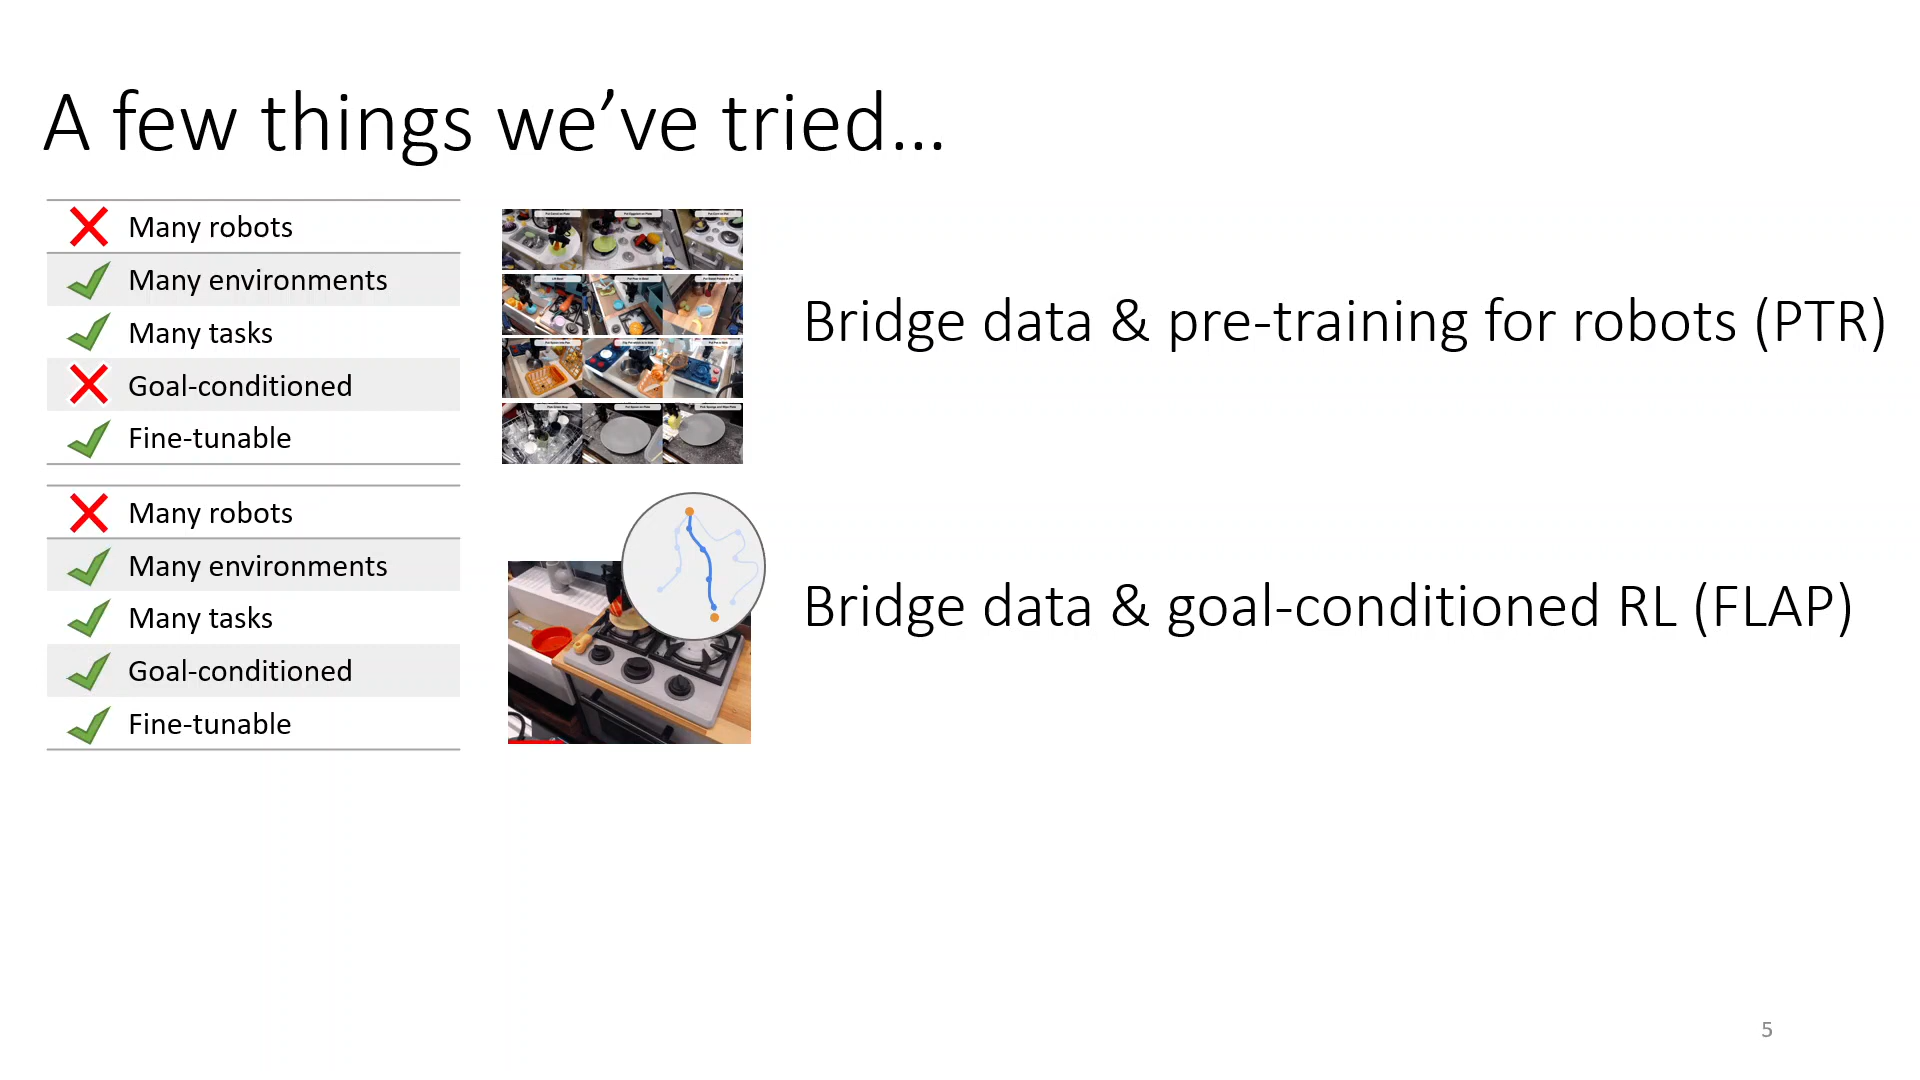 A few things we’ve tried…
Many robots
Many environments
Many tasks
Goal-conditioned
Fine-tunable
Bridge data & pre-training for robots (PTR)
Many robots
Many environments
Many tasks
Goal-conditioned
Fine-tunable
Bridge data & goal-conditioned RL (FLAP)
5